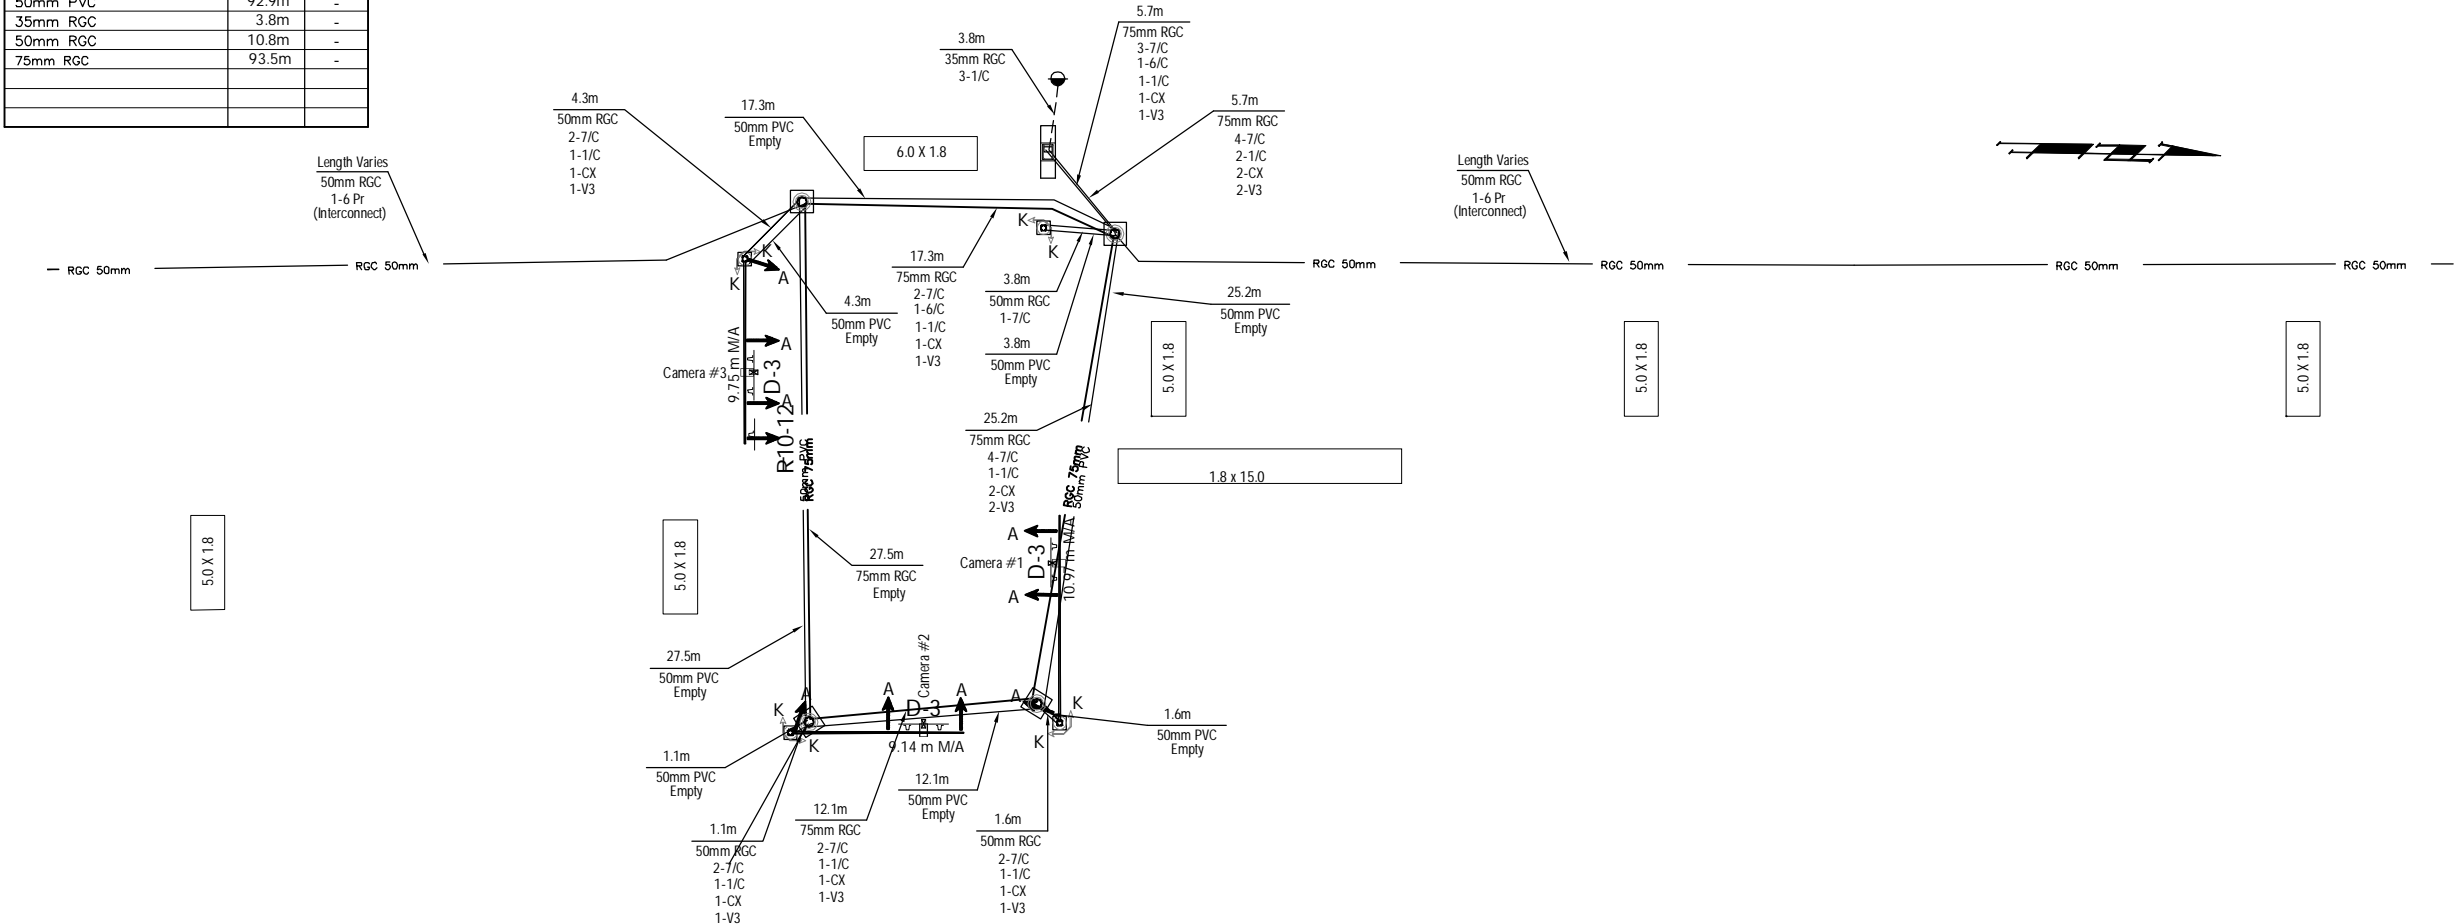 50mm PVC 92.9m -
35mm RGC 3.8m -
50mm RGC 10.8m -
75mm RGC 93.5m -
5.7m
75mm RGC
3-7/C
1-6/C
1-1/C
1-CX
1-V3
3.8m
35mm RGC
3-1/C
4.3m
50mm RGC
2-7/C
1-1/C
1-CX
1-V3
17.3m
50mm PVC
Empty
6.0 X 1.8
5.7m
75mm RGC
4-7/C
2-1/C
2-CX
2-V3
Length Varies
50mm RGC
1-6 Pr
(Interconnect)
Length Varies
50mm RGC
1-6 Pr
(Interconnect)
K
K
K
K
A
RGC 50mm
RGC 50mm
RGC 50mm
RGC 50mm
RGC 50mm
RGC 50mm
17.3m
75mm RGC
2-7/C
1-6/C
1-1/C
1-CX
1-V3
3.8m
50mm RGC
1-7/C
3.8m
50mm PVC
Empty
4.3m
50mm PVC
Empty
25.2m
50mm PVC
Empty
9.75 m M/A
A
Camera #3
D-3
A
R10-12
50mm PVC
RGC 75mm
5.0 X 1.8
5.0 X 1.8
5.0 X 1.8
25.2m
75mm RGC
4-7/C
1-1/C
2-CX
2-V3
RGC 75mm
50mm PVC
1.8 x 15.0
5.0 X 1.8
5.0 X 1.8
A
Camera #1
D-3
10.97 m M/A
A
27.5m
75mm RGC
Empty
27.5m
50mm PVC
Empty
Camera #2
A
A
A
A
D-3
K
K
K
K
9.14 m M/A
1.6m
50mm PVC
Empty
1.1m
50mm PVC
Empty
12.1m
50mm PVC
Empty
1.1m
50mm RGC
2-7/C
1-1/C
1-CX
1-V3
12.1m
75mm RGC
2-7/C
1-1/C
1-CX
1-V3
1.6m
50mm RGC
2-7/C
1-1/C
1-CX
1-V3